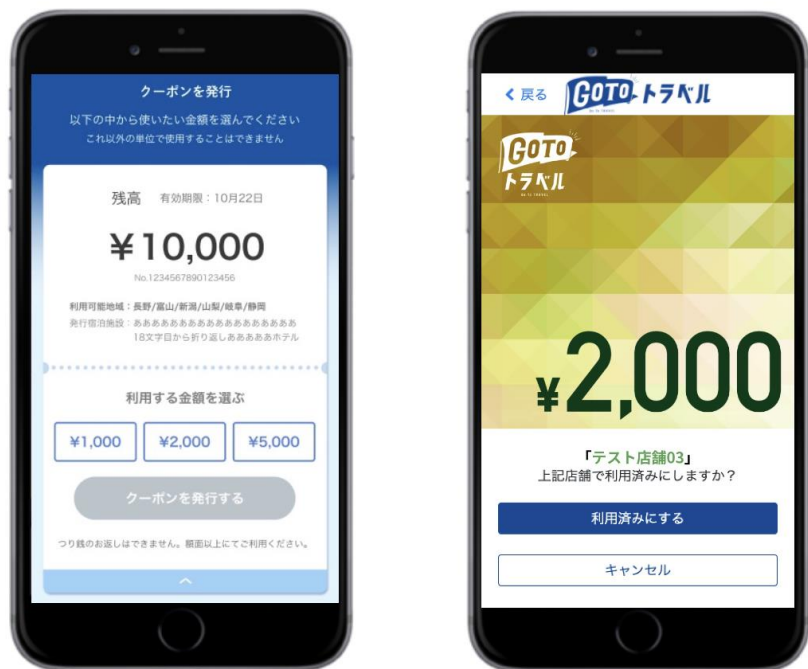 クーポンを発行
以下の中から使いたい金額を選んでください
これ以外の単位で使用することはできません
残高 有効期限：10月22日
¥10,000
No.1234567890123456
利用可能地域：長野/富山/新潟/山梨/岐阜/静岡
発行宿泊施設：ああああああああああああああああああ
18文字目から折り返しあああああホテル
利用する金額を選ぶ
¥1,000 ¥2,000 ¥5,000
クーポンを発行する
つり銭のお返しはできません。額面以上にてご利用ください。
戻る GOTOトラベル
GOTO
トラベル
¥2,000
「テスト店舗03」
上記店舗で利用済みにしますか？
利用済みにする
キャンセル